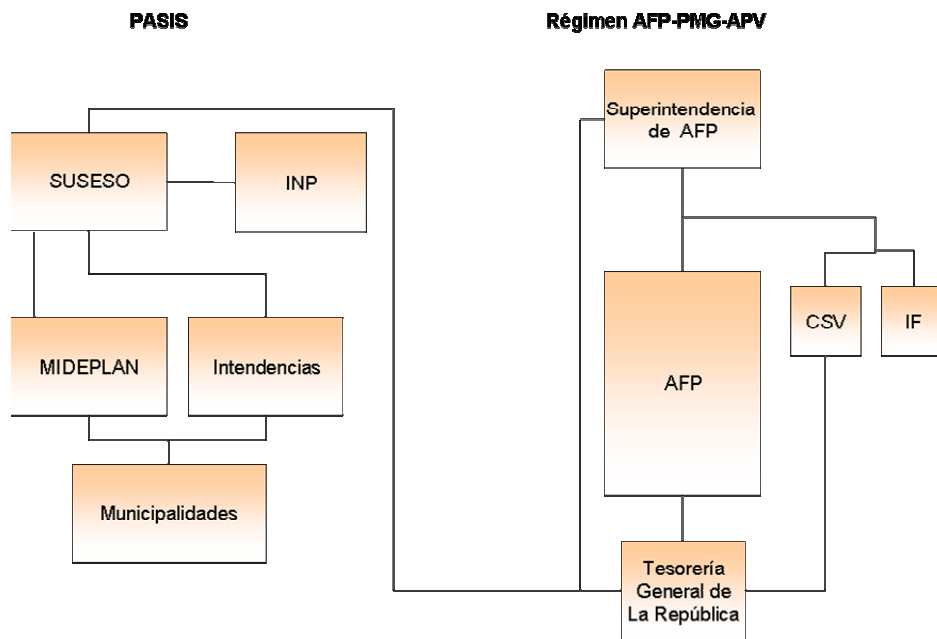 PASIS
Régimen AFP-PMG-APV
Superintendencia
de AFP
SUSESO
INP
MIDEPLAN
Intendencias
AFP
CSV
IF
Municipalidades
Tesorería
General de
La República